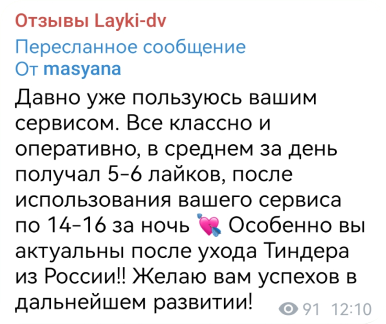 Отзывы Layki-dv
Пересланное сообщение
От masyana
Давно уже пользуюсь вашим
сервисом. Все классно и
оперативно, в среднем за день
получал 5-6 лайков, после
использования вашего сервиса
по 14-16 за ночь 💘 Особенно вы
актуальны после ухода Тиндера
из России!! Желаю вам успехов в
дальнейшем развитии!
91 12:10